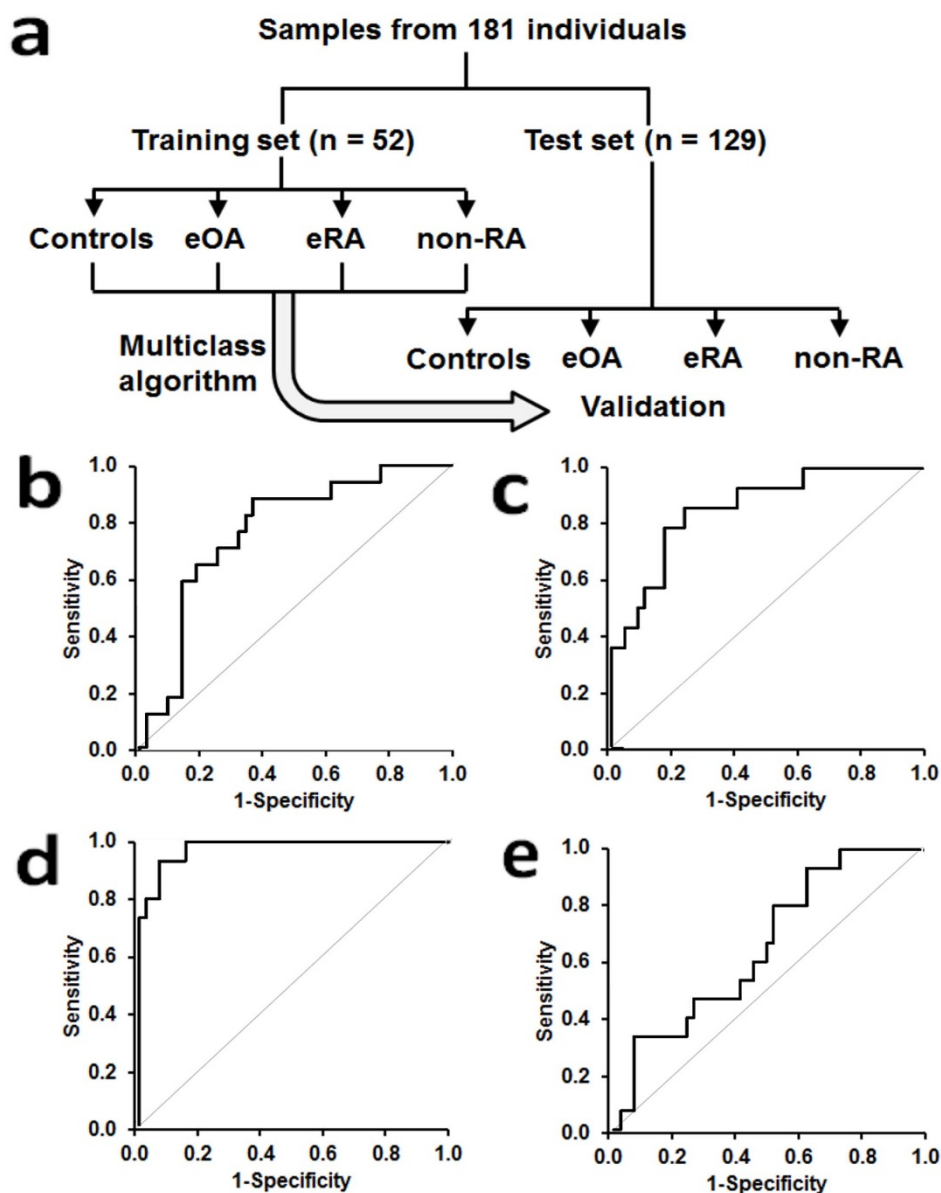 a
Samples from 181 individuals
Training set (n = 52)
Test set (n = 129)
Controls eOA eRA non-RA
Multiclass
algorithm
Controls eOA eRA non-RA
Validation
b
1.0
0.8
0.6
0.4
0.2
0.0
Sensitivity
0.0 0.2 0.4 0.6 0.8 1.0
1-Specificity
c
1.0
0.8
0.6
0.4
0.2
0.0
Sensitivity
0.0 0.2 0.4 0.6 0.8 1.0
1-Specificity
d
1.0
0.8
0.6
0.4
0.2
0.0
Sensitivity
0.0 0.2 0.4 0.6 0.8 1.0
1-Specificity
e
1.0
0.8
0.6
0.4
0.2
0.0
Sensitivity
0.0 0.2 0.4 0.6 0.8 1.0
1-Specificity